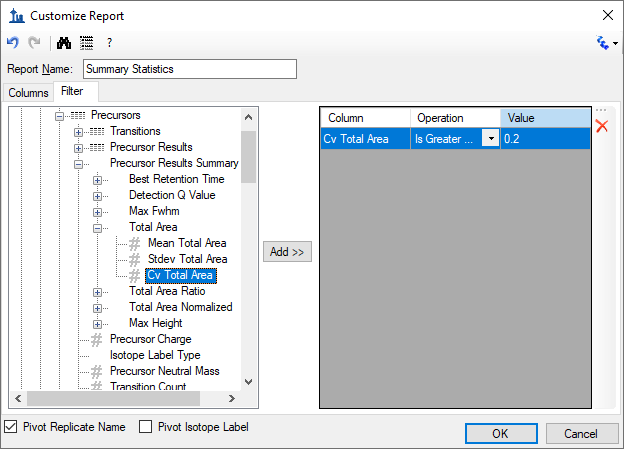 Customize Report
?
Report Name: Summary Statistics
Columns Filter
Precursors
Transitions
Precursor Results
Precursor Results Summary
Best Retention Time
Detection Q Value
Max Fwhm
Total Area
# Mean Total Area
# Stdev Total Area
# Cv Total Area
Total Area Ratio
Total Area Normalized
Max Height
# Precursor Charge
Isotope Label Type
# Precursor Neutral Mass
# Transition Count
Add >>
Column Operation Value
Cv Total Area Is Greater ... 0.2
Pivot Replicate Name Pivot Isotope Label
OK Cancel